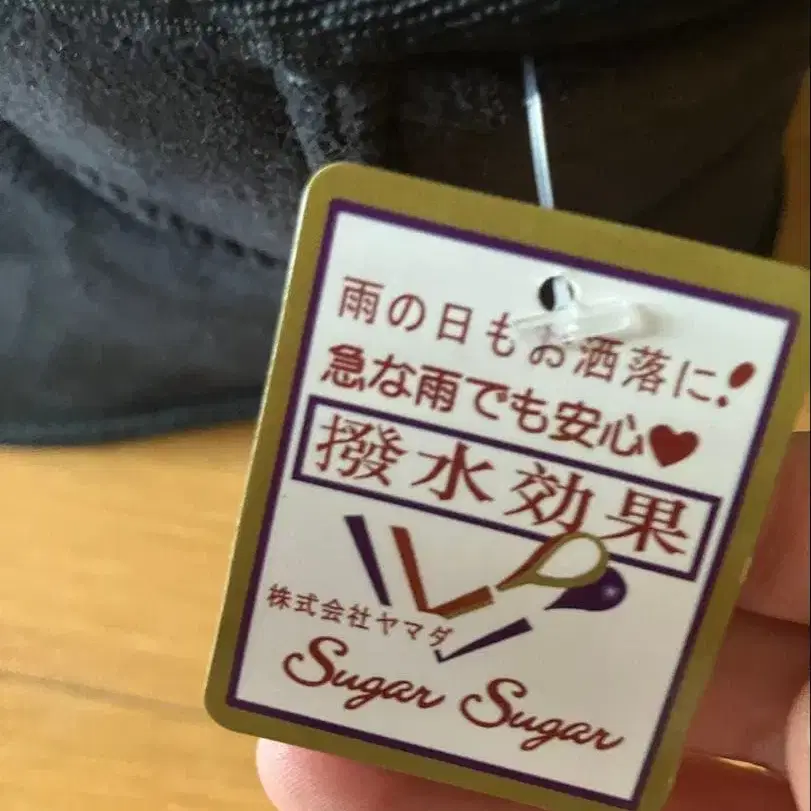 雨の日もお洒落に!
急な雨でも安心♥
撥水効果
株式会社ヤマダ
Sugar Sugar